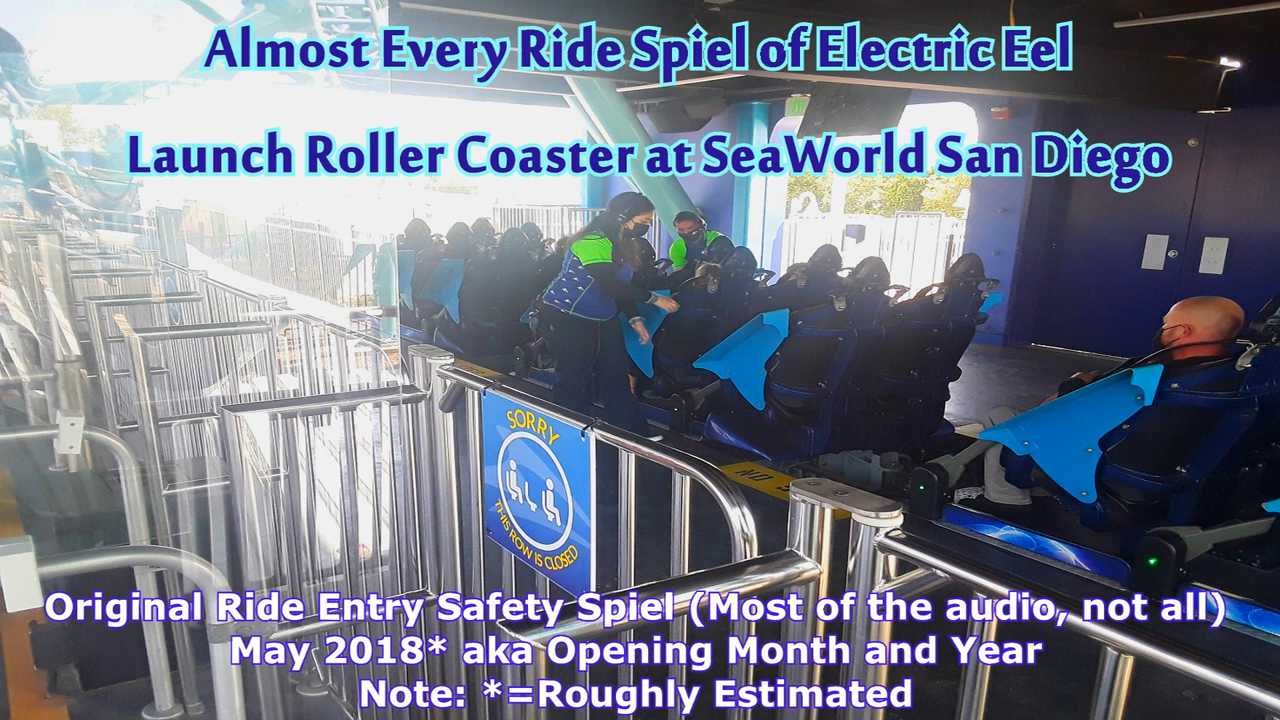 Almost Every Ride Spiel of Electric Eel
Launch Roller Coaster at SeaWorld San Diego
SORRY
THIS ROW IS CLOSED
NO
Original Ride Entry Safety Spiel (Most of the audio, not all)
May 2018* aka Opening Month and Year
Note: *=Roughly Estimated